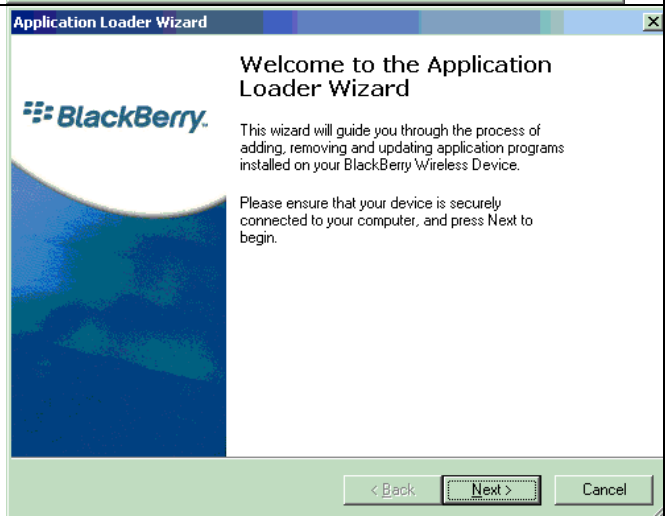 Application Loader Wizard
Welcome to the Application
Loader Wizard
BlackBerry.
This wizard will guide you through the process of
adding, removing and updating application programs
installed on your BlackBerry Wireless Device.
Please ensure that your device is securely
connected to your computer, and press Next to
begin.
< Back
Next >
Cancel